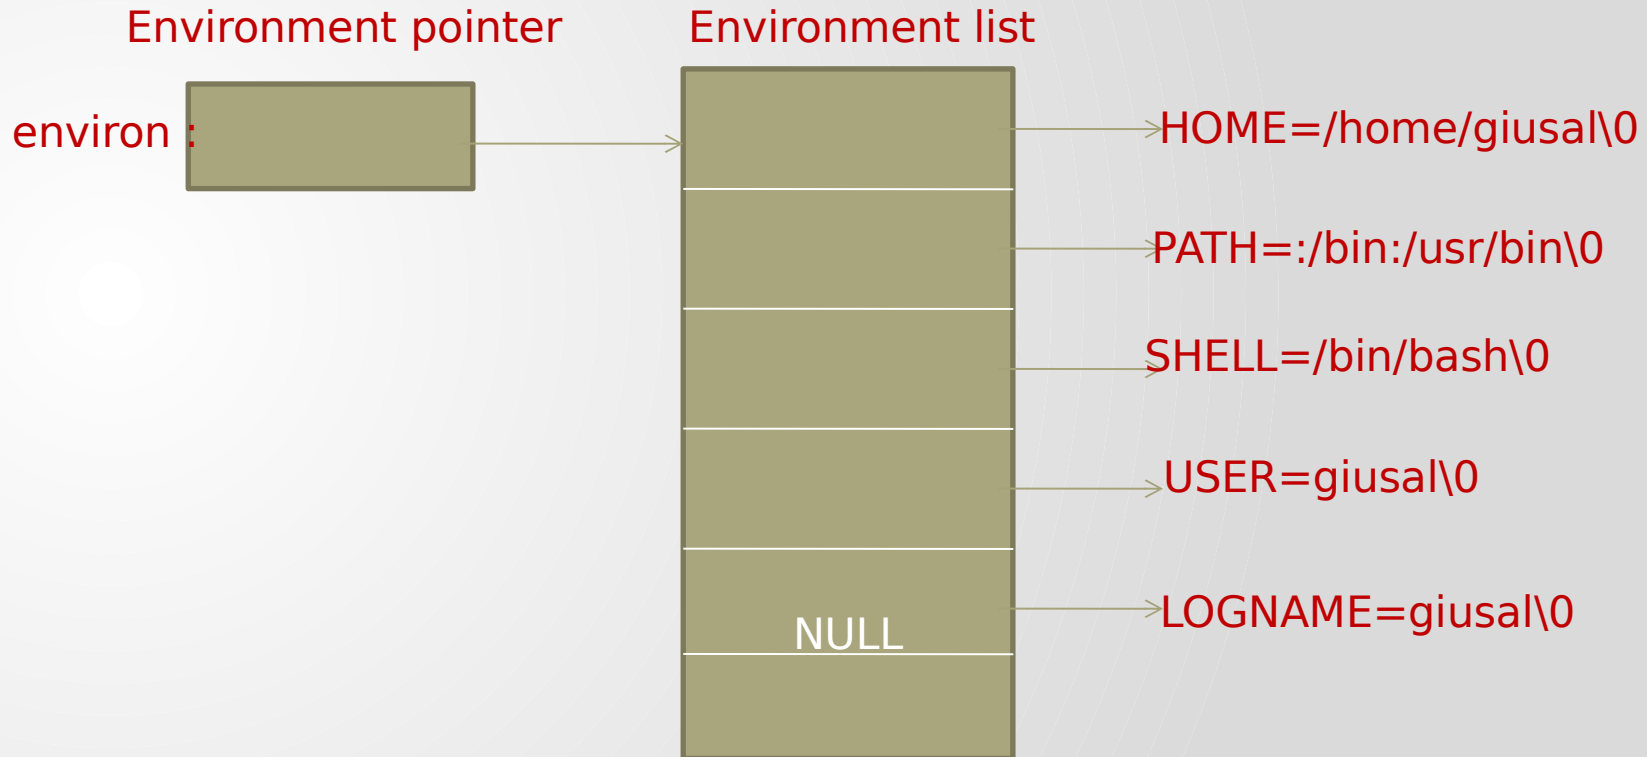 Environment pointer
Environment list
environ :
HOME=/home/giusal\0
PATH=:/bin:/usr/bin\0
SHELL=/bin/bash\0
USER=giusal\0
LOGNAME=giusal\0
NULL